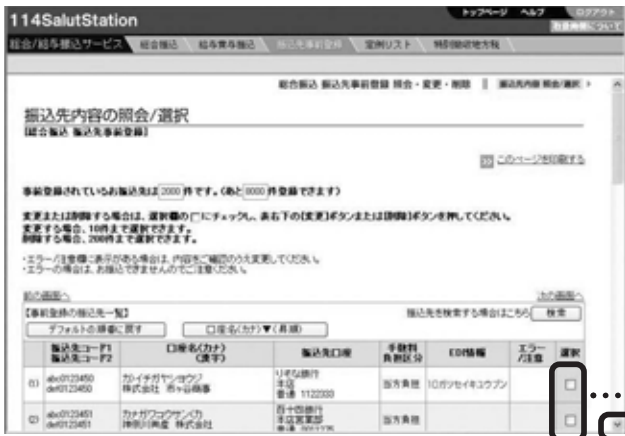 114SalutStation
トップページ ヘルプ ログアウト
総合/給与振込サービス 総合振込 給与賞与振込 振込先事前登録 定例リスト 特別徴収地方税
総合振込 振込先事前登録 照会・変更・削除 || 振込先内容 照会/選択 >
振込先内容の照会/選択
【総合振込 振込先事前登録】
このページを印刷する
事前登録されているお振込先は 2000 件です。(あと 8000 件登録できます)
変更または削除する場合は、選択欄の□にチェックし、表右下の[変更]ボタンまたは[削除]ボタンを押してください。
変更する場合、10件まで選択できます。
削除する場合、200件まで選択できます。
・エラー/注意欄に表示がある場合は、内容をご確認のうえ変更してください。
・エラーの場合は、お振込できませんのでご注意ください。
前の画面へ 次の画面へ
【事前登録の振込先一覧】 振込先を検索する場合はこちら 検索
デフォルトの順番に戻す 口座名(カナ)▼(昇順)
振込先コード1 口座名(カナ) 振込先口座 手数料 EDI情報 エラー 選択
振込先コード2 (漢字) 負担区分 /注意
(1) abc0123450 カ)イチガヤシヨウジ りそな銀行 当方負担 10ガツセイキユウブン
def0123450 株式会社 市ヶ谷商事 本店
普通 1122333
(2) abc0123451 カナガワコウサン(カ 百十四銀行 当方負担
def0123451 神奈川興産 株式会社 本店営業部